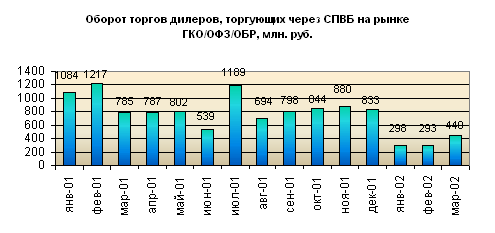 Оборот торгов дилеров, торгующих через СПВБ на рынке
ГКО/ОФЗ/ОБР, млн. руб.
1400
1200
1000
800
600
400
200
0
1084
1217
785
787
802
539
1189
694
798
844
880
833
298
293
440
янв-01
фев-01
мар-01
апр-01
май-01
июн-01
июл-01
авг-01
сен-01
окт-01
ноя-01
дек-01
янв-02
фев-02
мар-02